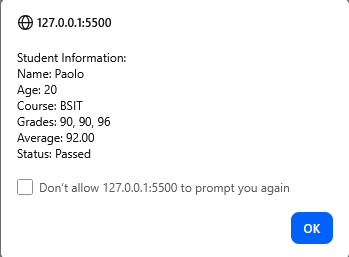 127.0.0.1:5500
Student Information:
Name: Paolo
Age: 20
Course: BSIT
Grades: 90, 90, 96
Average: 92.00
Status: Passed
Don't allow 127.0.0.1:5500 to prompt you again
OK